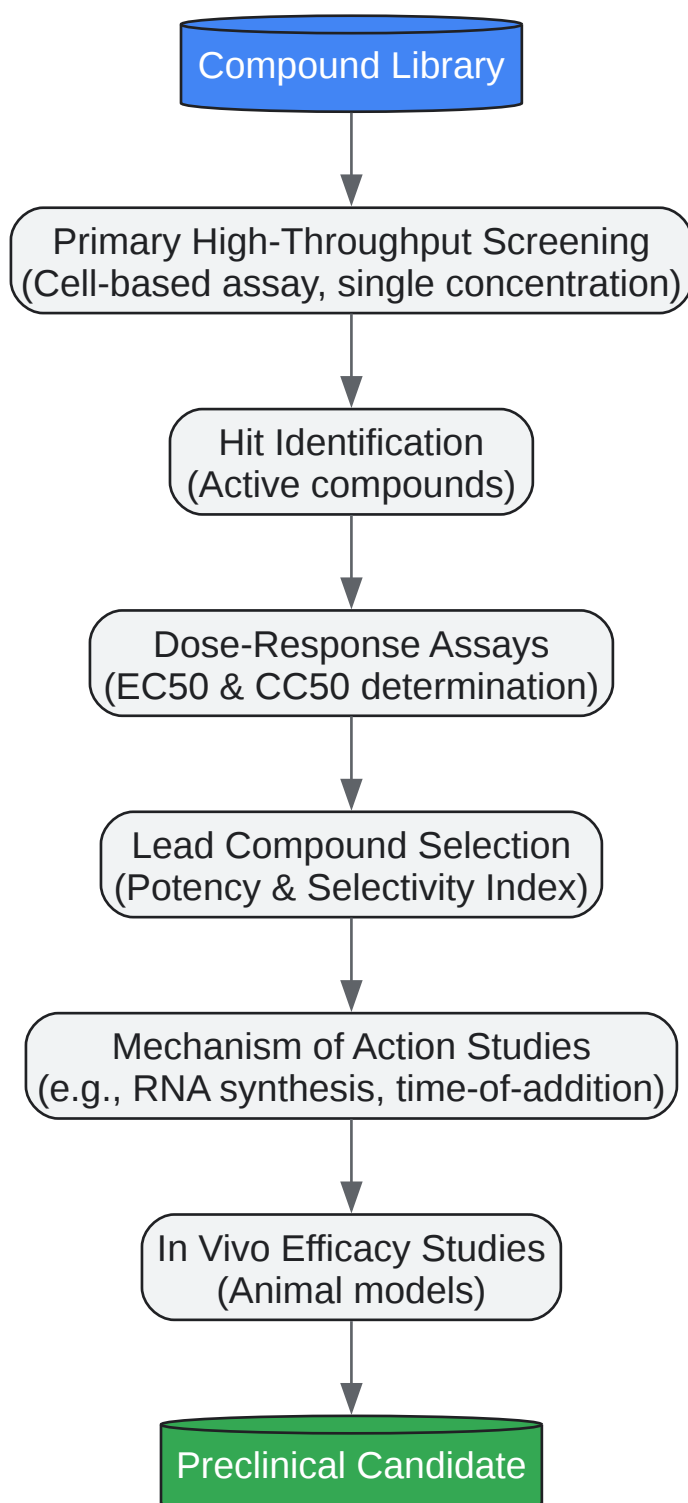 Compound Library
Primary High-Throughput Screening
(Cell-based assay, single concentration)
Hit Identification
(Active compounds)
Dose-Response Assays
(EC50 & CC50 determination)
Lead Compound Selection
(Potency & Selectivity Index)
Mechanism of Action Studies
(e.g., RNA synthesis, time-of-addition)
In Vivo Efficacy Studies
(Animal models)
Preclinical Candidate